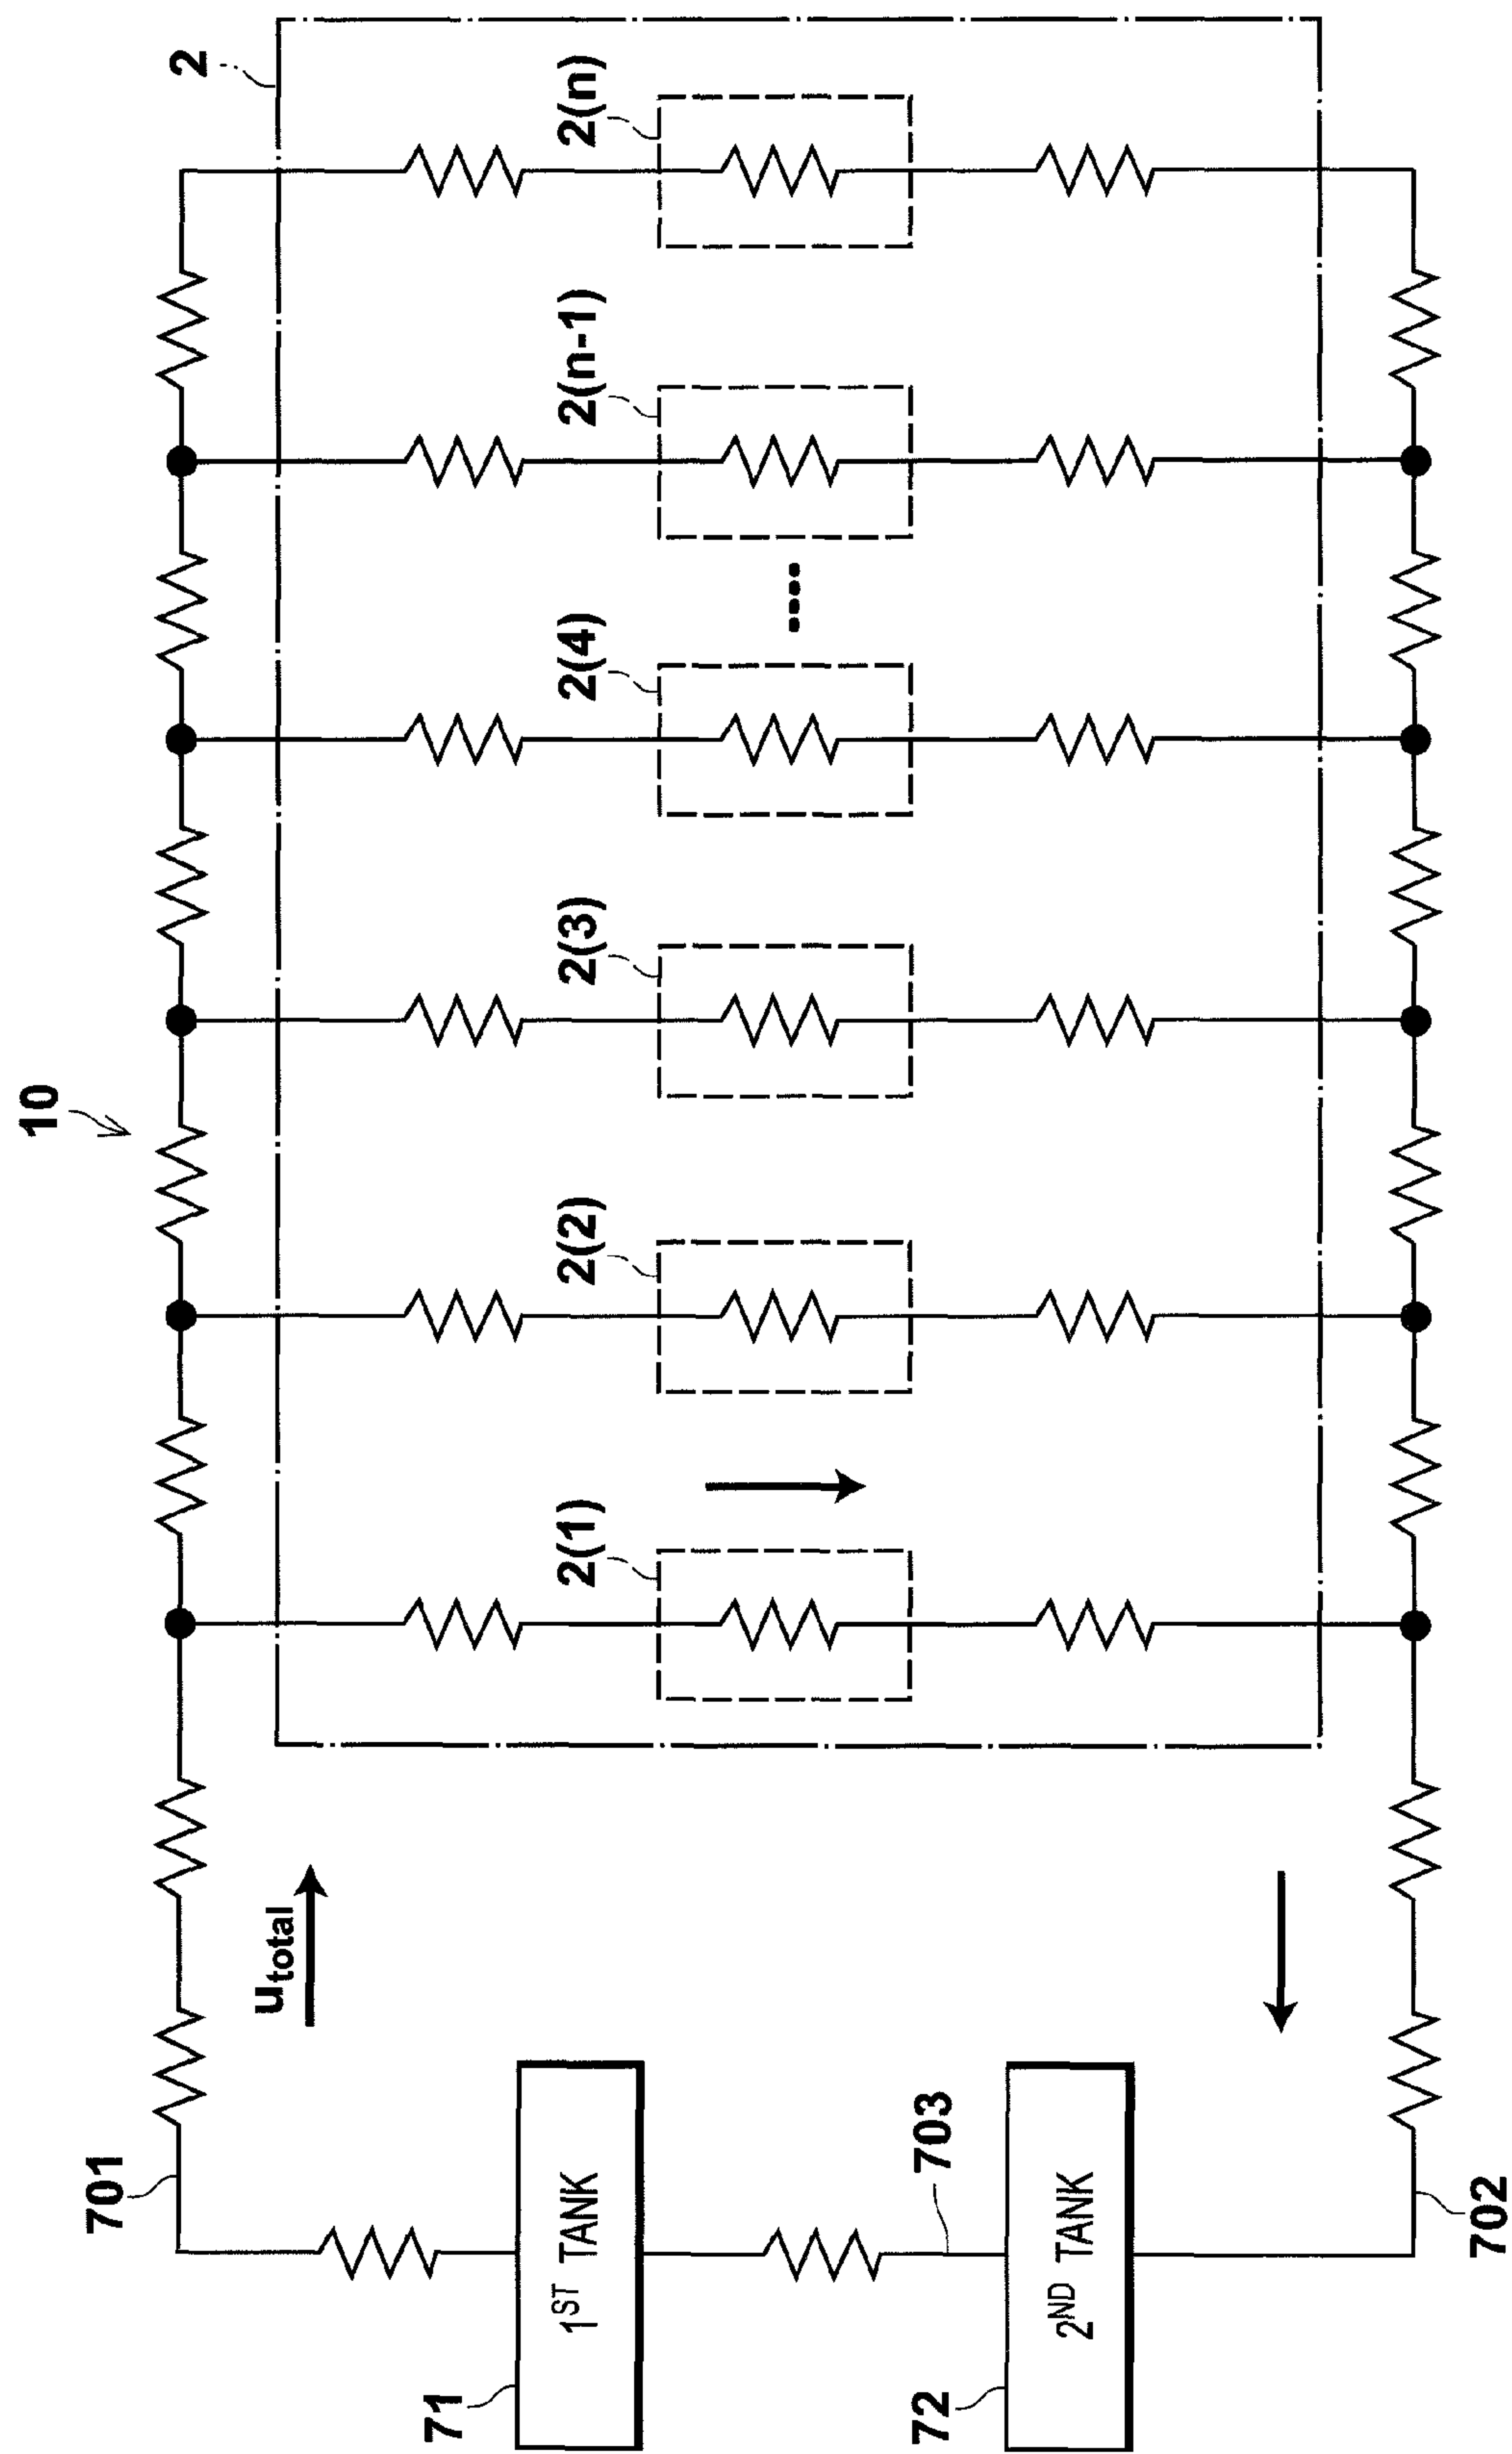 10
2
2(1)
2(2)
2(3)
2(4)
2(n-1)
2(n)
701
utotal
71
1ST TANK
703
72
2ND TANK
702